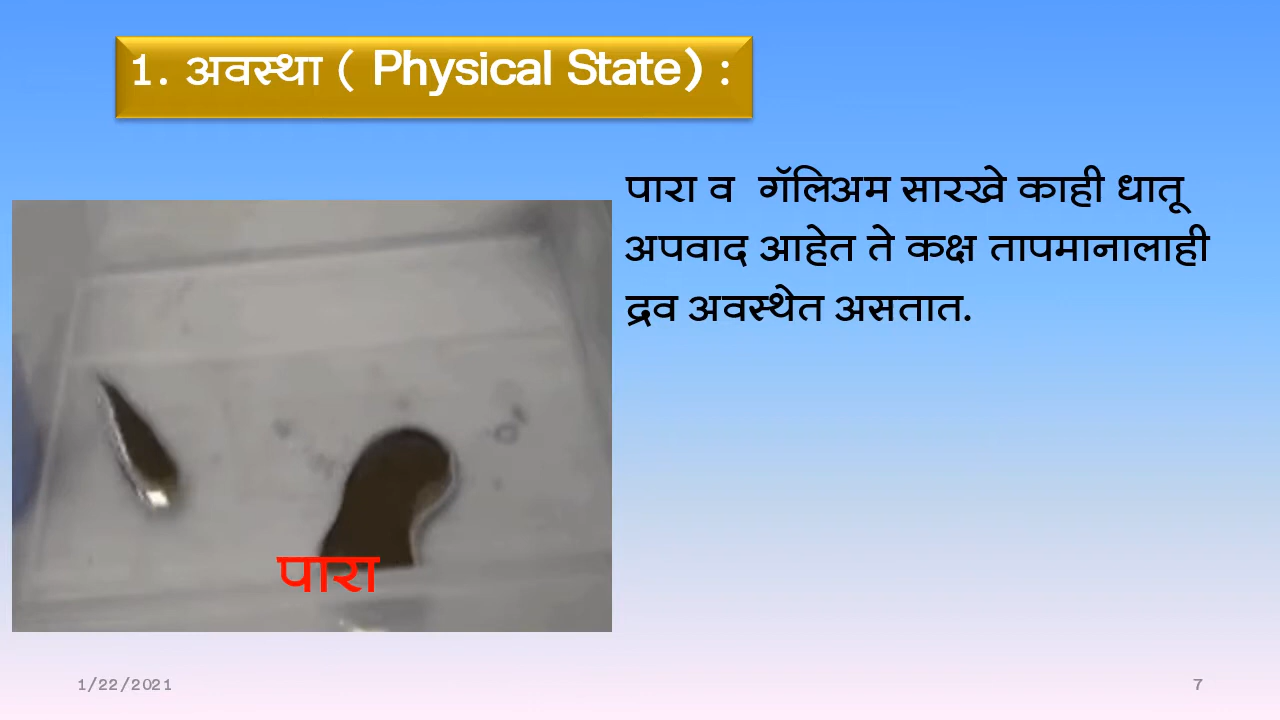 1. अवस्था ( Physical State) :
पारा व गॅलिअम सारखे काही धातू
अपवाद आहेत ते कक्ष तापमानालाही
द्रव अवस्थेत असतात.
पारा
1/22/2021
7